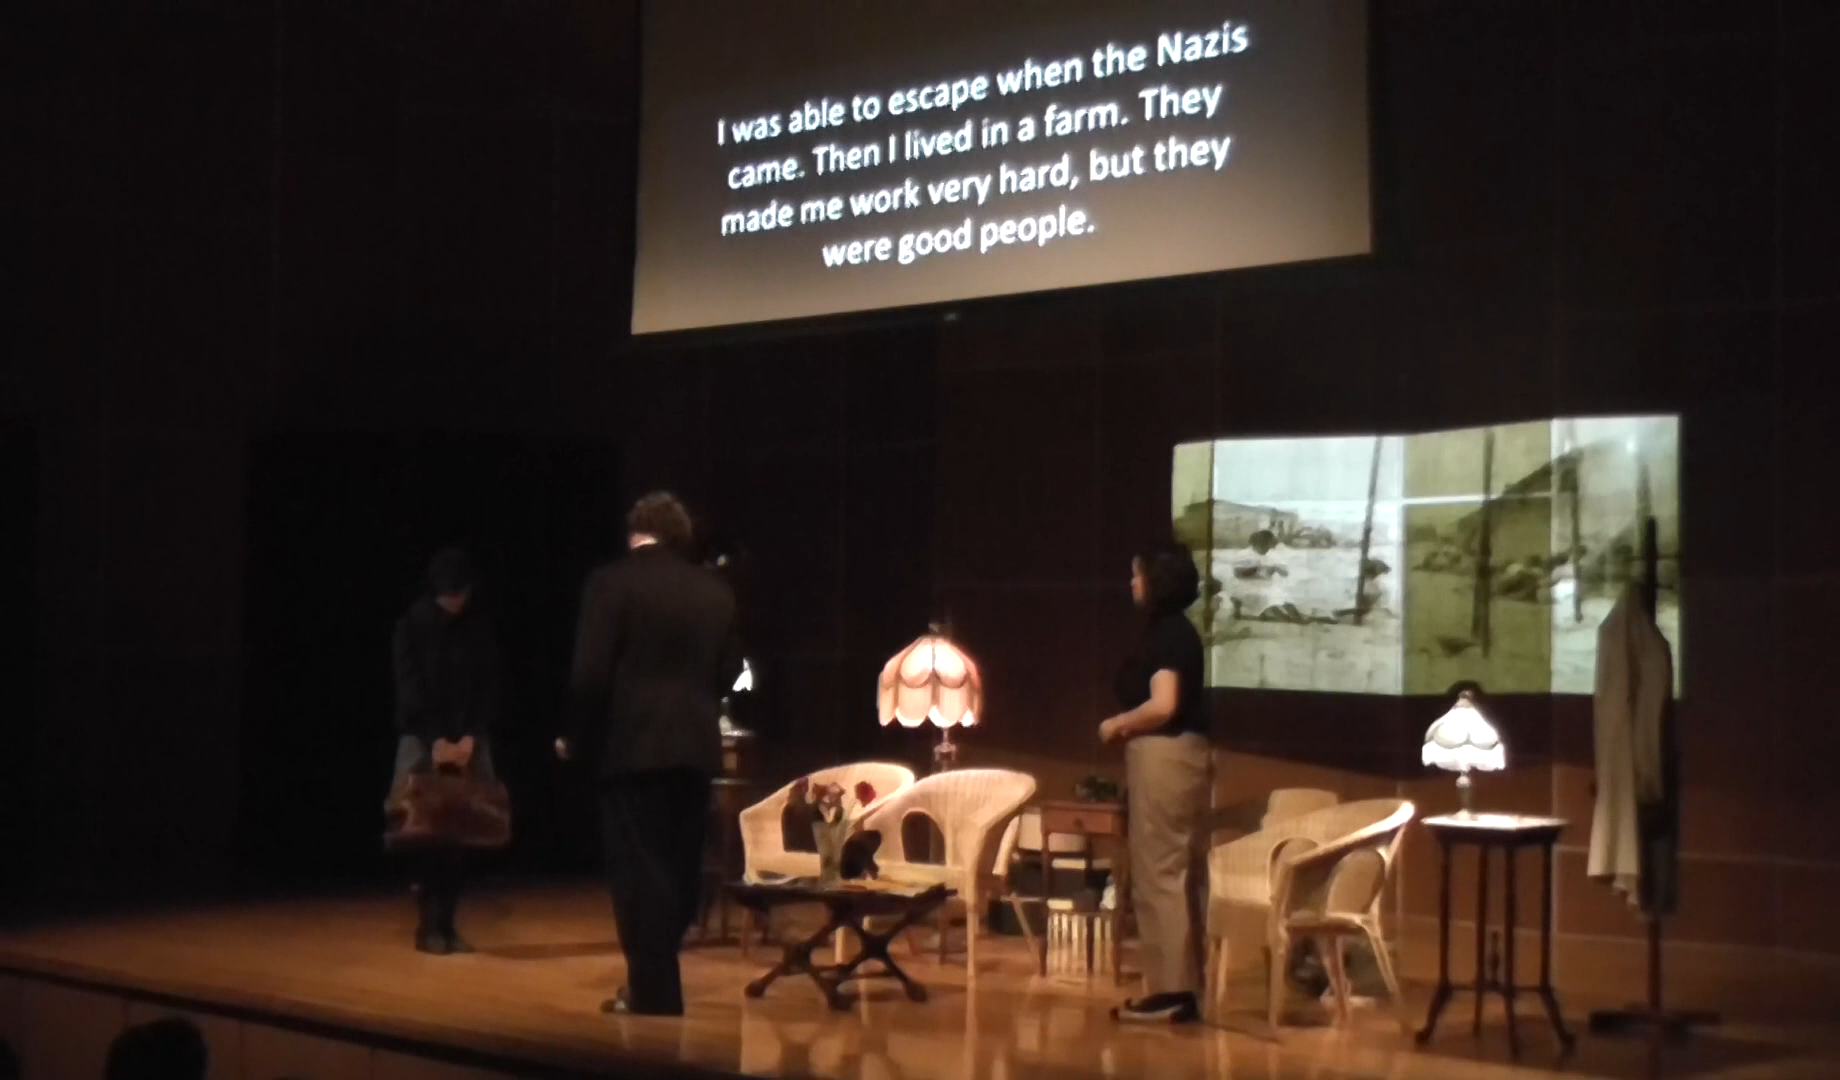 I was able to escape when the Nazis
came. Then I lived in a farm. They
made me work very hard, but they
were good people.